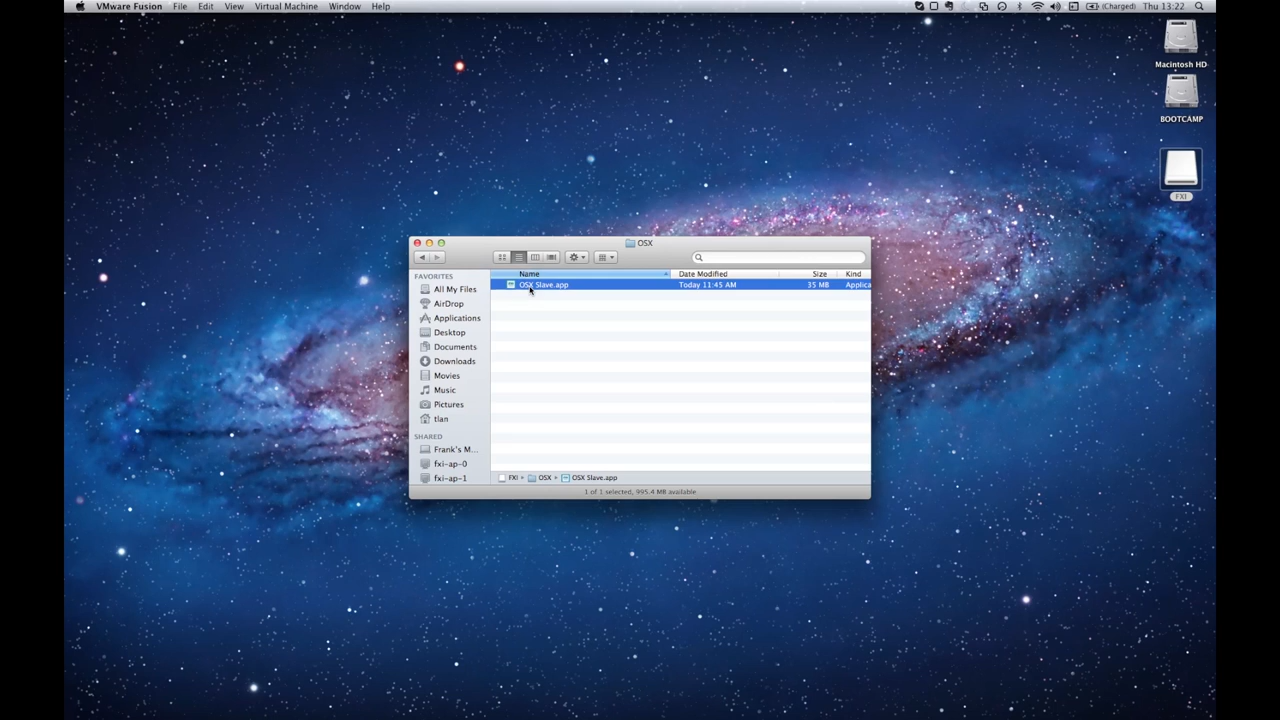 VMware Fusion File Edit View Virtual Machine Window Help (Charged) Thu 13:22
Macintosh HD
BOOTCAMP
FXI
OSX
FAVORITES
All My Files
AirDrop
Applications
Desktop
Documents
Downloads
Movies
Music
Pictures
tlan
SHARED
Frank's M...
fxi-ap-0
fxi-ap-1
Name Date Modified Size Kind
OSX Slave.app Today 11:45 AM 35 MB Applica
FXI OSX OSX Slave.app
1 of 1 selected, 995.4 MB available